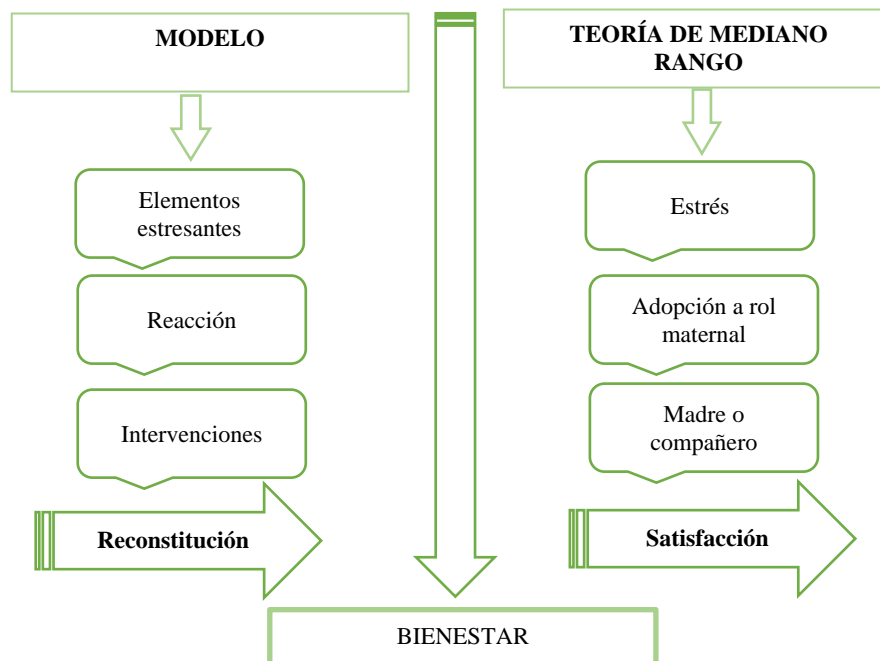 MODELO
Elementos
estresantes
Reacción
Intervenciones
Reconstitución
TEORÍA DE MEDIANO
RANGO
Estrés
Adopción a rol
maternal
Madre o
compañero
Satisfacción
BIENESTAR